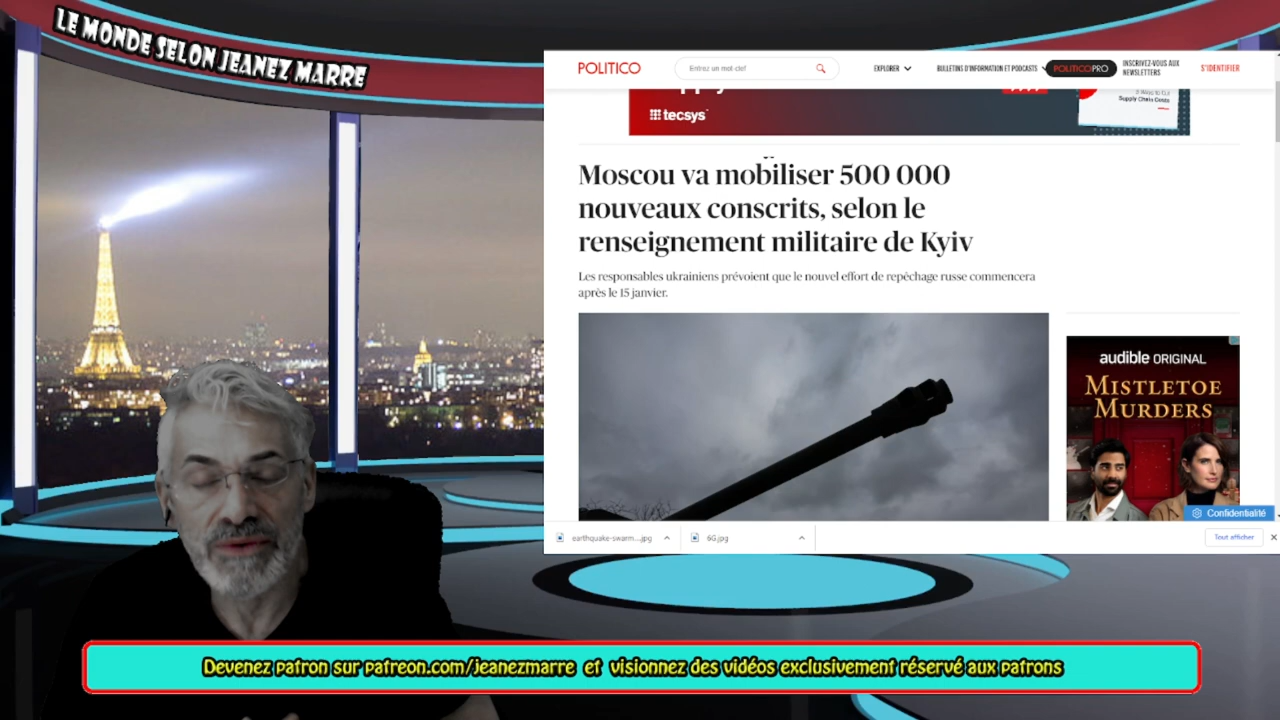 LE MONDE SELON JEANEZ MARRE
POLITICO
Entrez un mot clef
EXPLORER
BULLETINS D'INFORMATION ET PODCASTS
POLITICOPRO
INSCRIVEZ-VOUS AUX
NEWSLETTERS
S'IDENTIFIER
tecsys
Supply Chain Costs
Moscou va mobiliser 500 000
nouveaux conscrits, selon le
renseignement militaire de Kyiv
Les responsables ukrainiens prévoient que le nouvel effort de repêchage russe commencera
après le 15 janvier.
audible ORIGINAL
MISTLETOE
MURDERS
Confidentialité
earthquake-swarm....jpg
6G.jpg
Tout afficher
Devenez patron sur patreon.com/jeanezmarre et visionnez des vidéos exclusivement réservé aux patrons